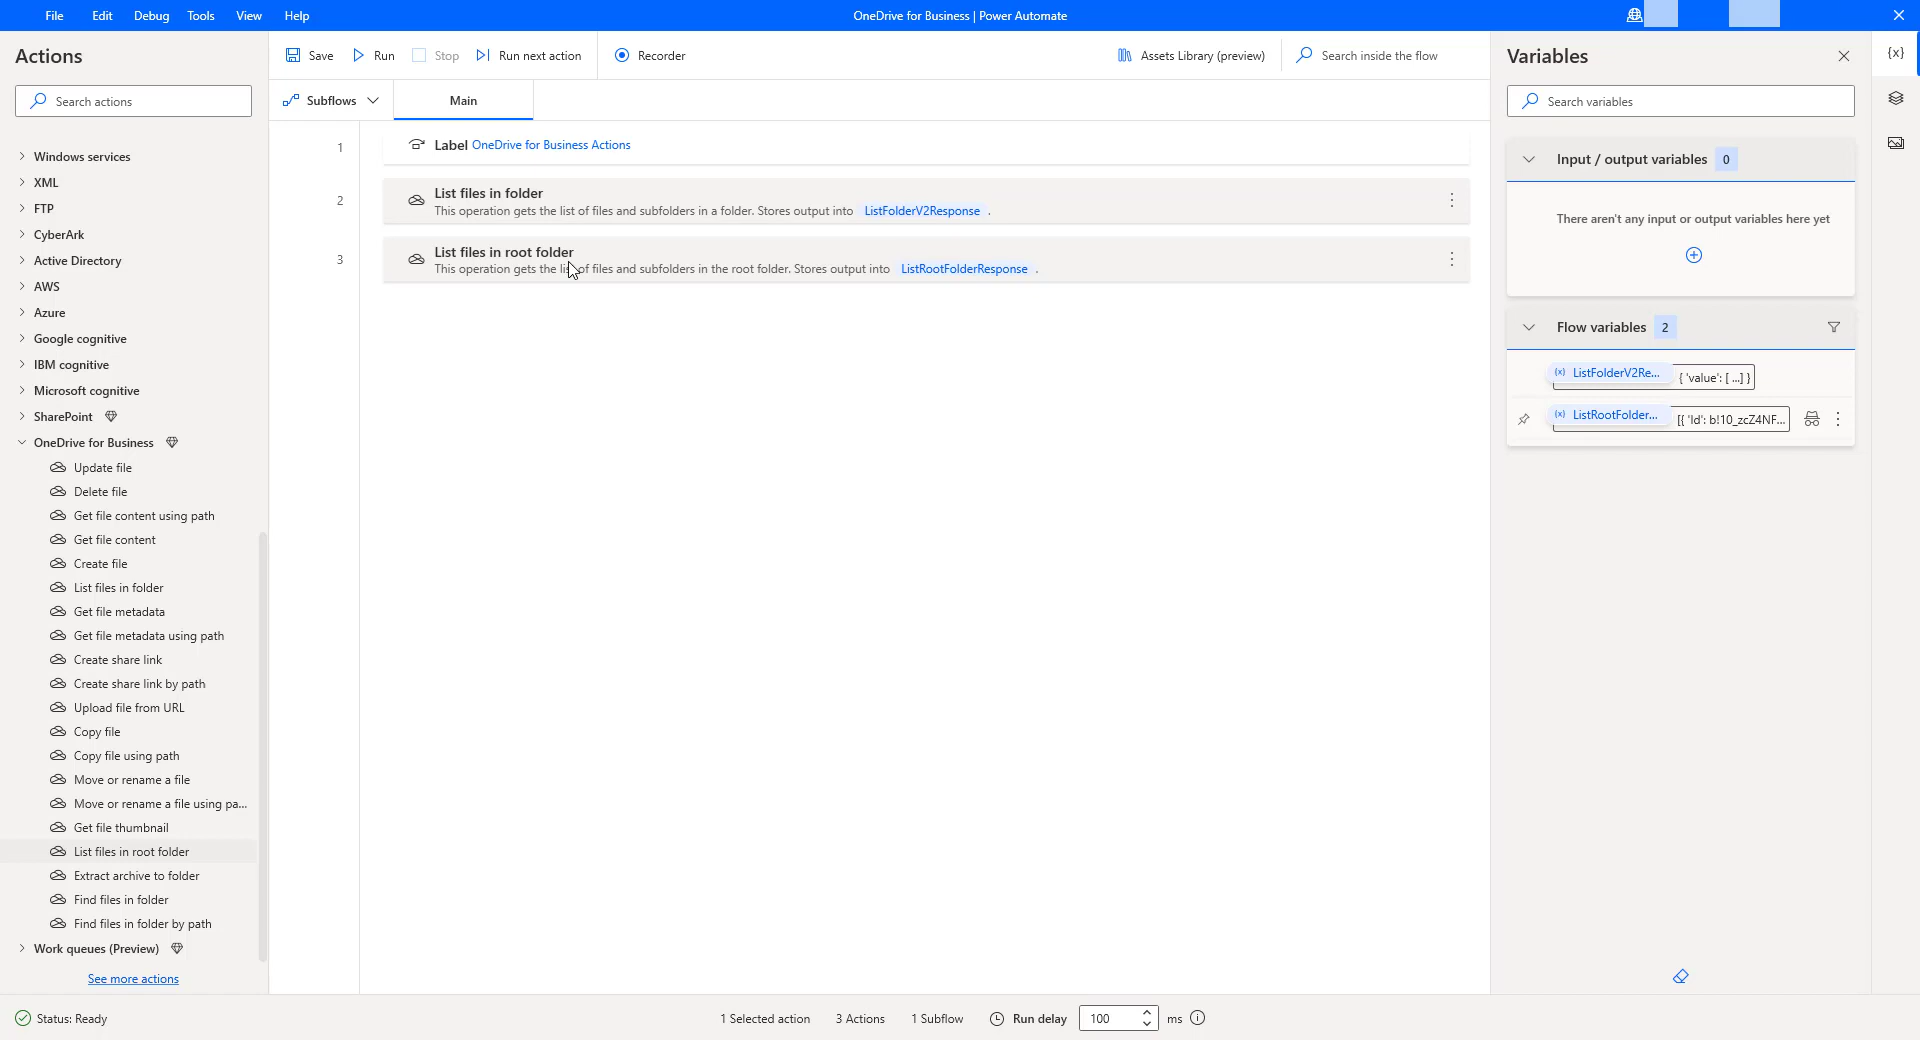 File Edit Debug Tools View Help
OneDrive for Business | Power Automate
Actions
Search actions
Windows services
XML
FTP
CyberArk
Active Directory
AWS
Azure
Google cognitive
IBM cognitive
Microsoft cognitive
SharePoint
OneDrive for Business
Update file
Delete file
Get file content using path
Get file content
Create file
List files in folder
Get file metadata
Get file metadata using path
Create share link
Create share link by path
Upload file from URL
Copy file
Copy file using path
Move or rename a file
Move or rename a file using pa...
Get file thumbnail
List files in root folder
Extract archive to folder
Find files in folder
Find files in folder by path
Work queues (Preview)
See more actions
Save Run Stop Run next action Recorder
Assets Library (preview) Search inside the flow
Subflows Main
1 Label OneDrive for Business Actions
2 List files in folder
This operation gets the list of files and subfolders in a folder. Stores output into ListFolderV2Response .
3 List files in root folder
This operation gets the list of files and subfolders in the root folder. Stores output into ListRootFolderResponse .
Variables
{x}
Search variables
Input / output variables 0
There aren't any input or output variables here yet
Flow variables 2
(x) ListFolderV2Re... { 'value': [ ...] }
(x) ListRootFolder... [{ 'Id': b!10_zcZ4NF...
Status: Ready
1 Selected action 3 Actions 1 Subflow Run delay 100 ms